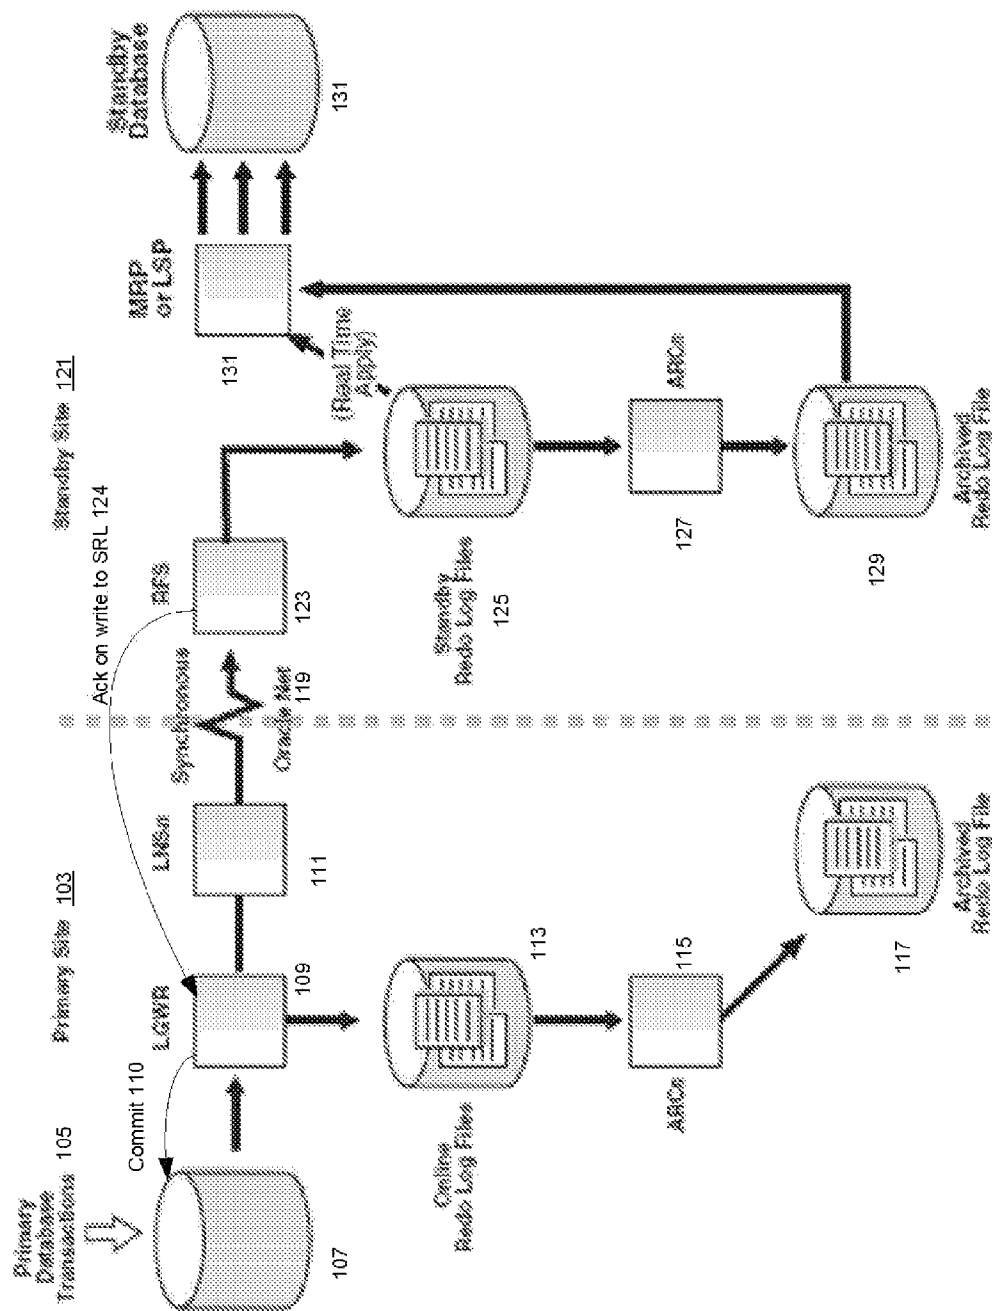 Primary
Database
Transactions 105
107
Commit 110
Primary Site 103
LGWR
109
LNSn
111
Online
Redo Log Files
113
ARCn
115
Archived
Redo Log File
117
Synchronous
Oracle Net
119
Ack on write to SRL 124
Standby Site 121
RFS
123
Standby
Redo Log Files
125
(Real Time
Apply)
ARCn
127
Archived
Redo Log File
129
MRP
or LSP
131
Standby
Database
131